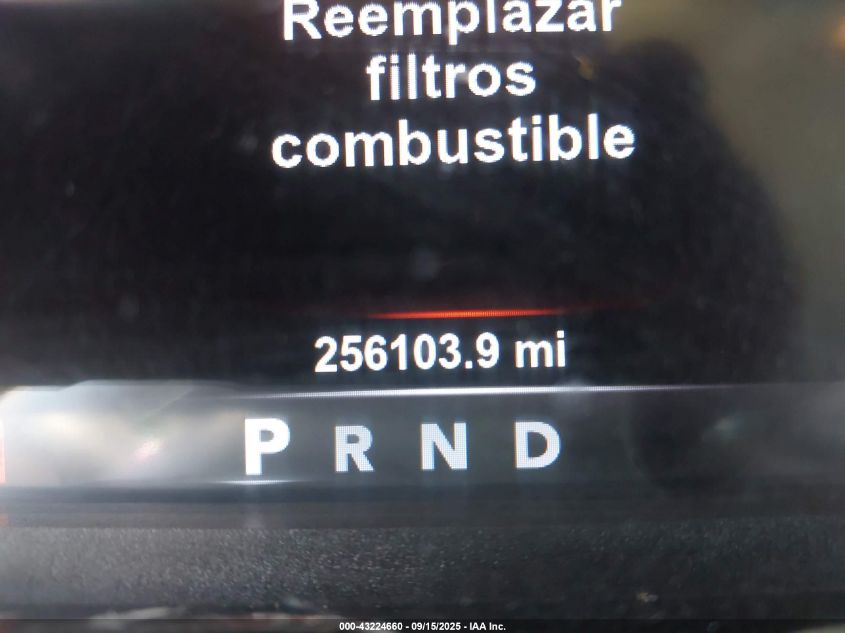 Reemplazar
filtros
combustible
256103.9 mi
P R N D
000-43224660 - 09/15/2025 - IAA Inc.